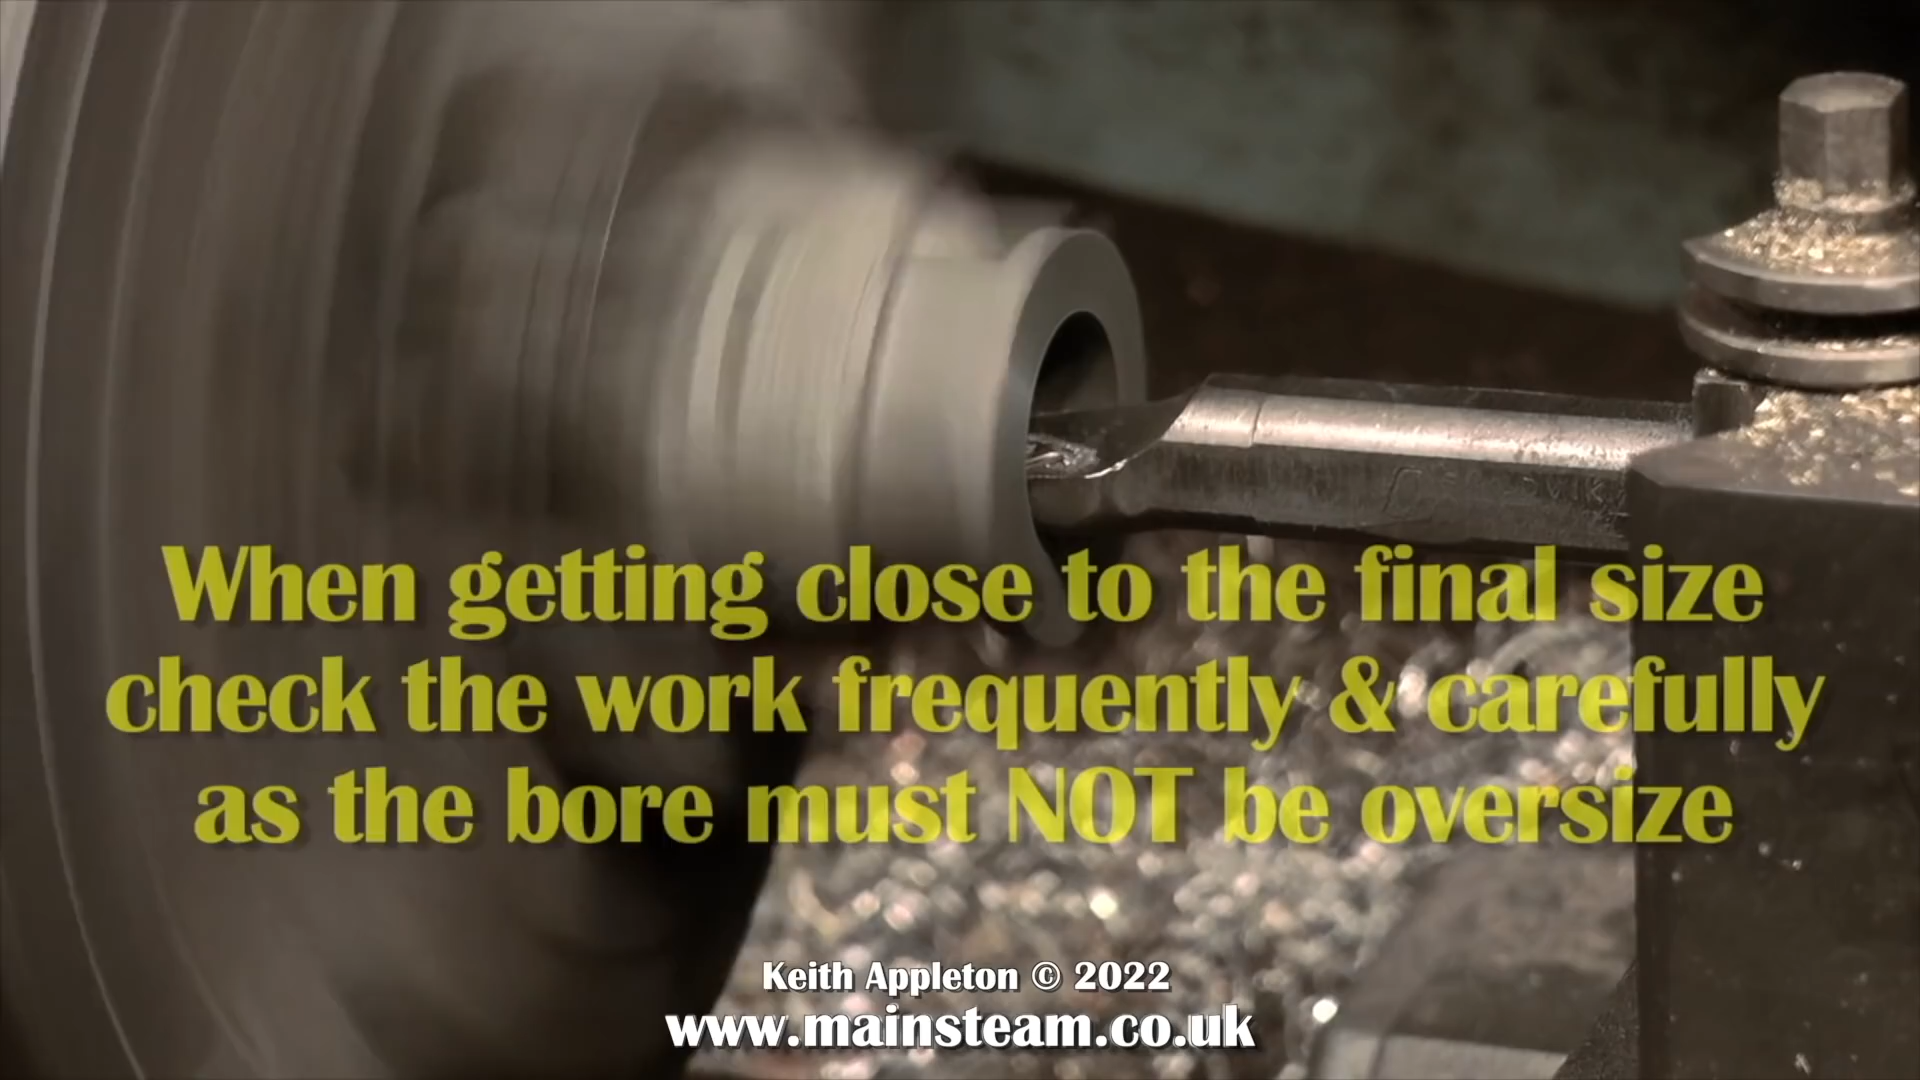 When getting close to the final size
check the work frequently & carefully
as the bore must NOT be oversize
Keith Appleton © 2022
www.mainsteam.co.uk